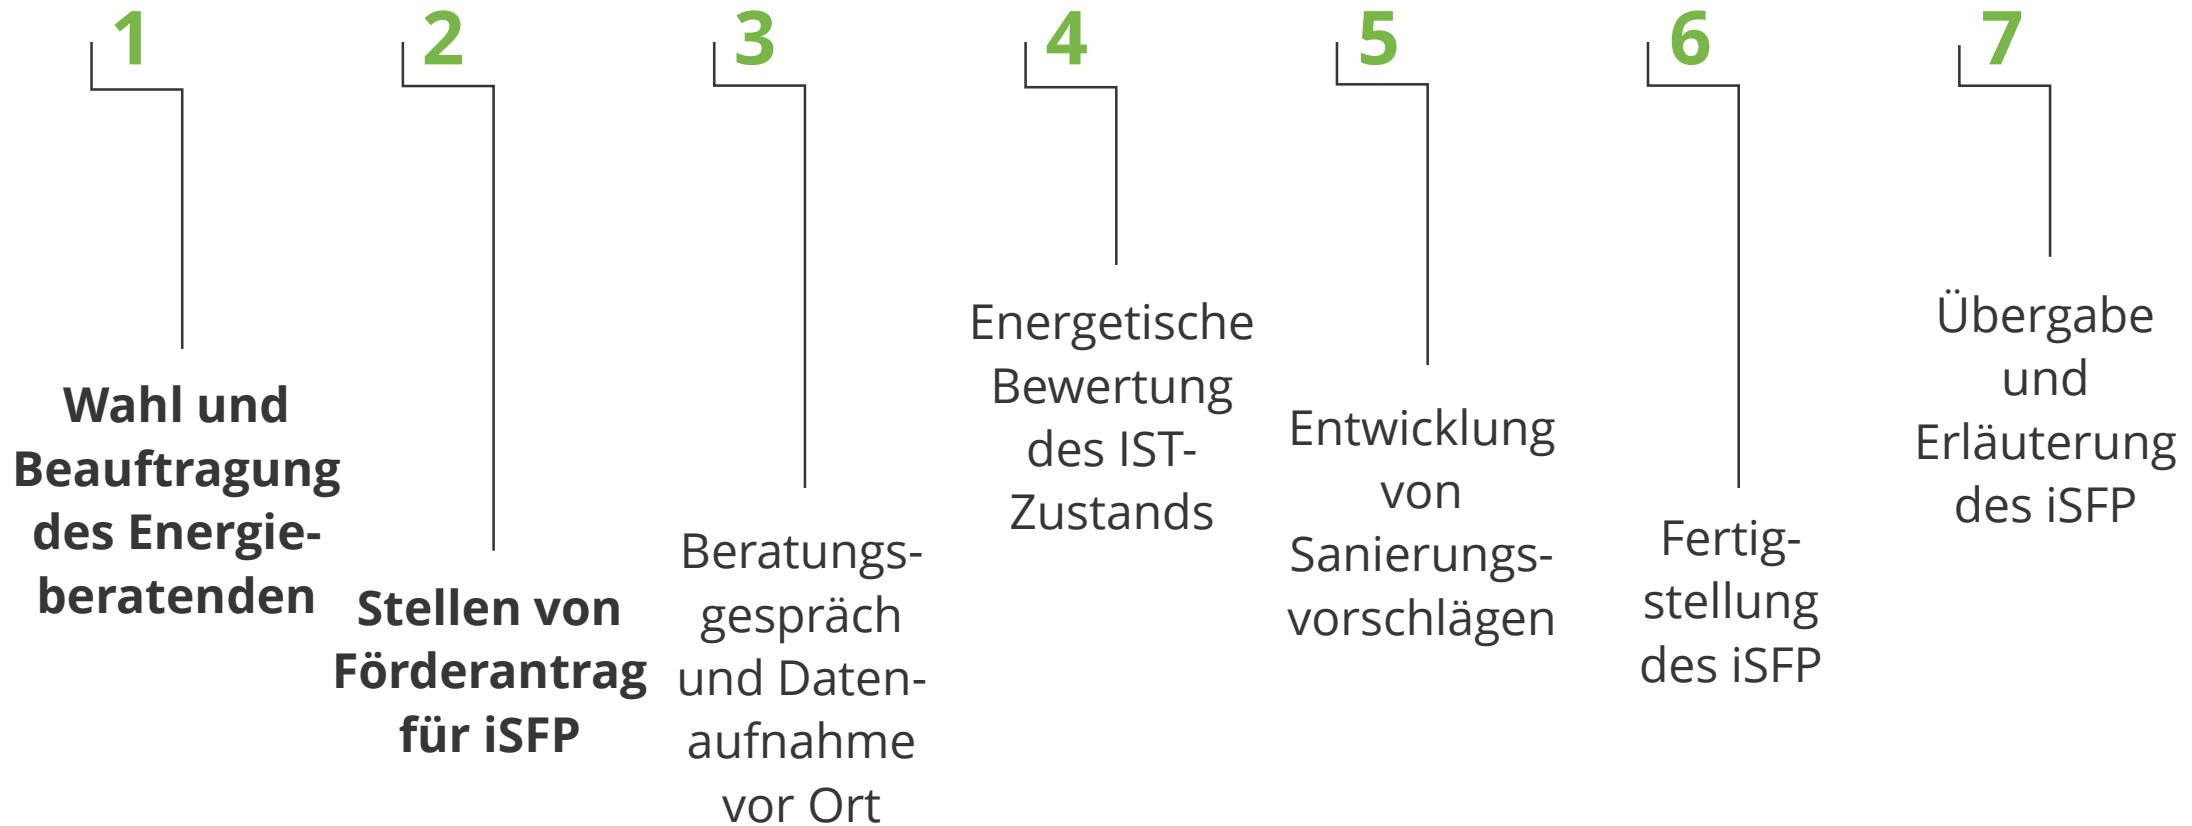 1
Wahl und
Beauftragung
des Energie-
beratenden
2
Stellen von
Förderantrag
für iSFP
3
Beratungs-
gespräch
und Daten-
aufnahme
vor Ort
4
Energetische
Bewertung
des IST-
Zustands
5
Entwicklung
von
Sanierungs-
vorschlägen
6
Fertig-
stellung
des iSFP
7
Übergabe
und
Erläuterung
des iSFP